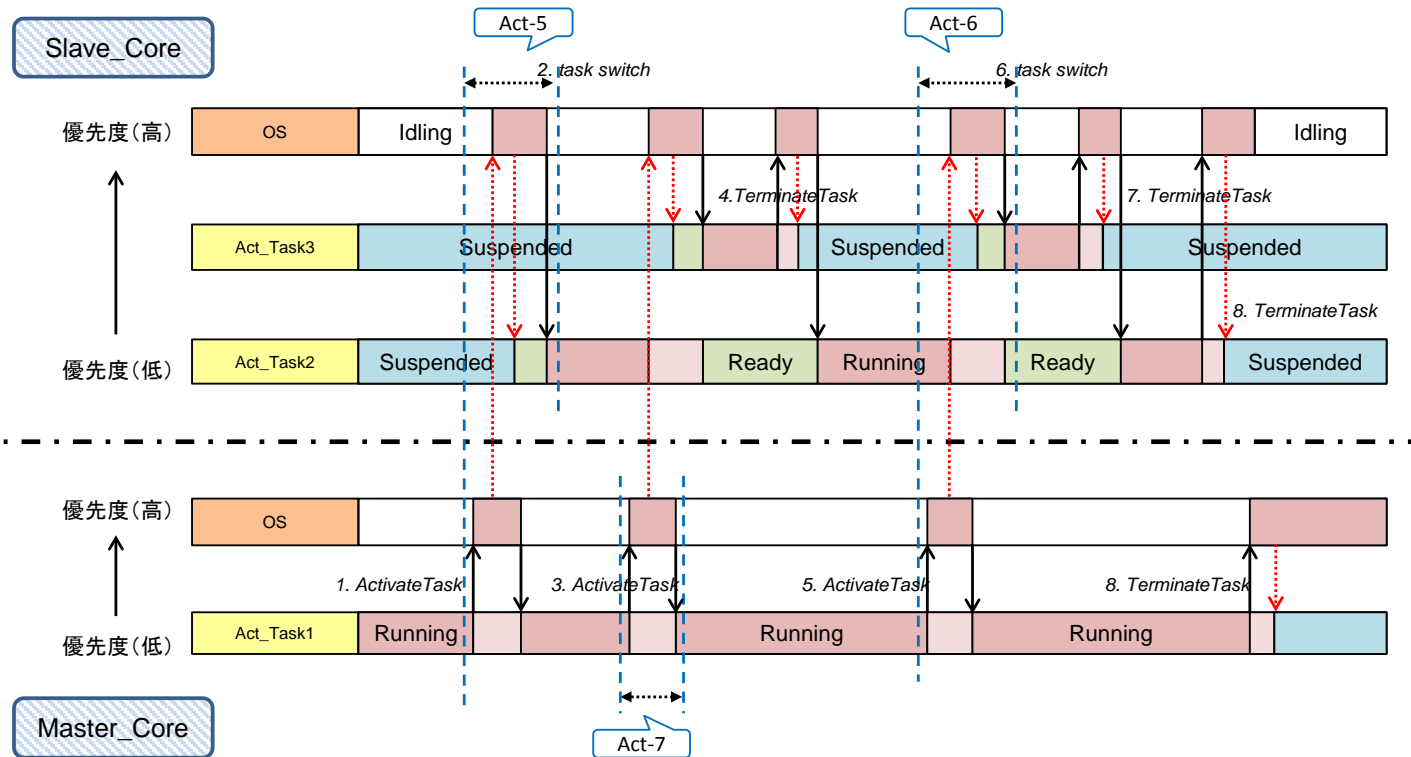 Act-5
Act-6
Slave_Core
2. task switch
6. task switch
優先度(高)
OS
Idling
Idling
4.TerminateTask
7. TerminateTask
Act_Task3
Suspended
Suspended
Suspended
8. TerminateTask
優先度(低)
Act_Task2
Suspended
Ready
Running
Ready
Suspended
優先度(高)
OS
1. ActivateTask
3. ActivateTask
5. ActivateTask
8. TerminateTask
優先度(低)
Act_Task1
Running
Running
Running
Master_Core
Act-7